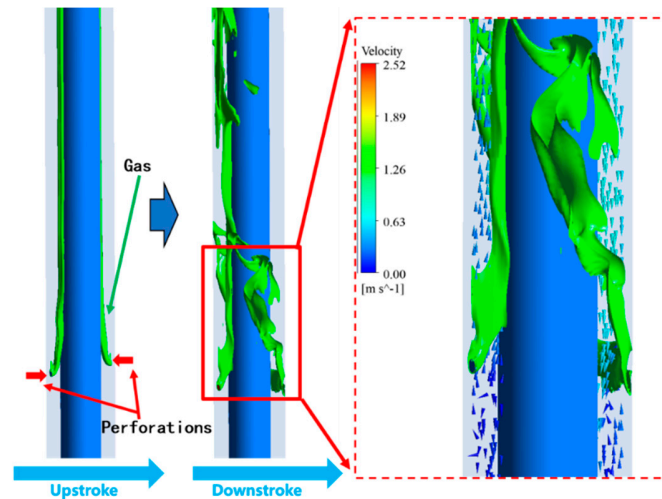 Velocity
2.52
1.89
1.26
0.63
0.00
[m s^-1]
Gas
Perforations
Upstroke
Downstroke